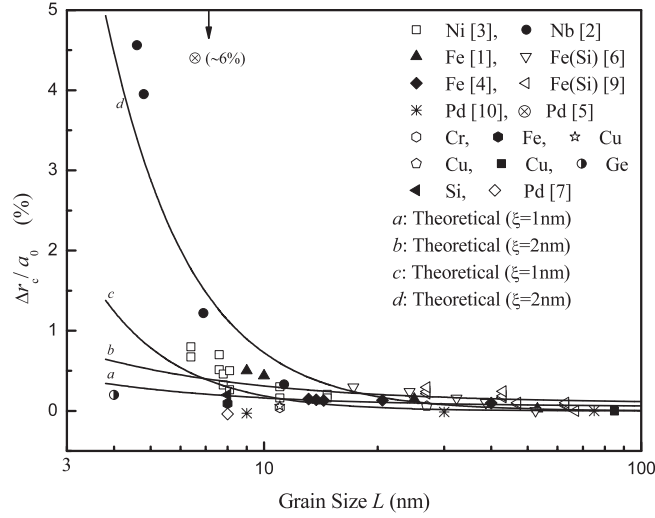 5
4
3
2
1
0
Δr_c / a_0 (%)
3
10
100
Grain Size L (nm)
(~6%)
d
c
b
a
Ni [3], Nb [2]
Fe [1], Fe(Si) [6]
Fe [4], Fe(Si) [9]
Pd [10], Pd [5]
Cr, Fe, Cu
Cu, Cu, Ge
Si, Pd [7]
a: Theoretical (ξ=1nm)
b: Theoretical (ξ=2nm)
c: Theoretical (ξ=1nm)
d: Theoretical (ξ=2nm)